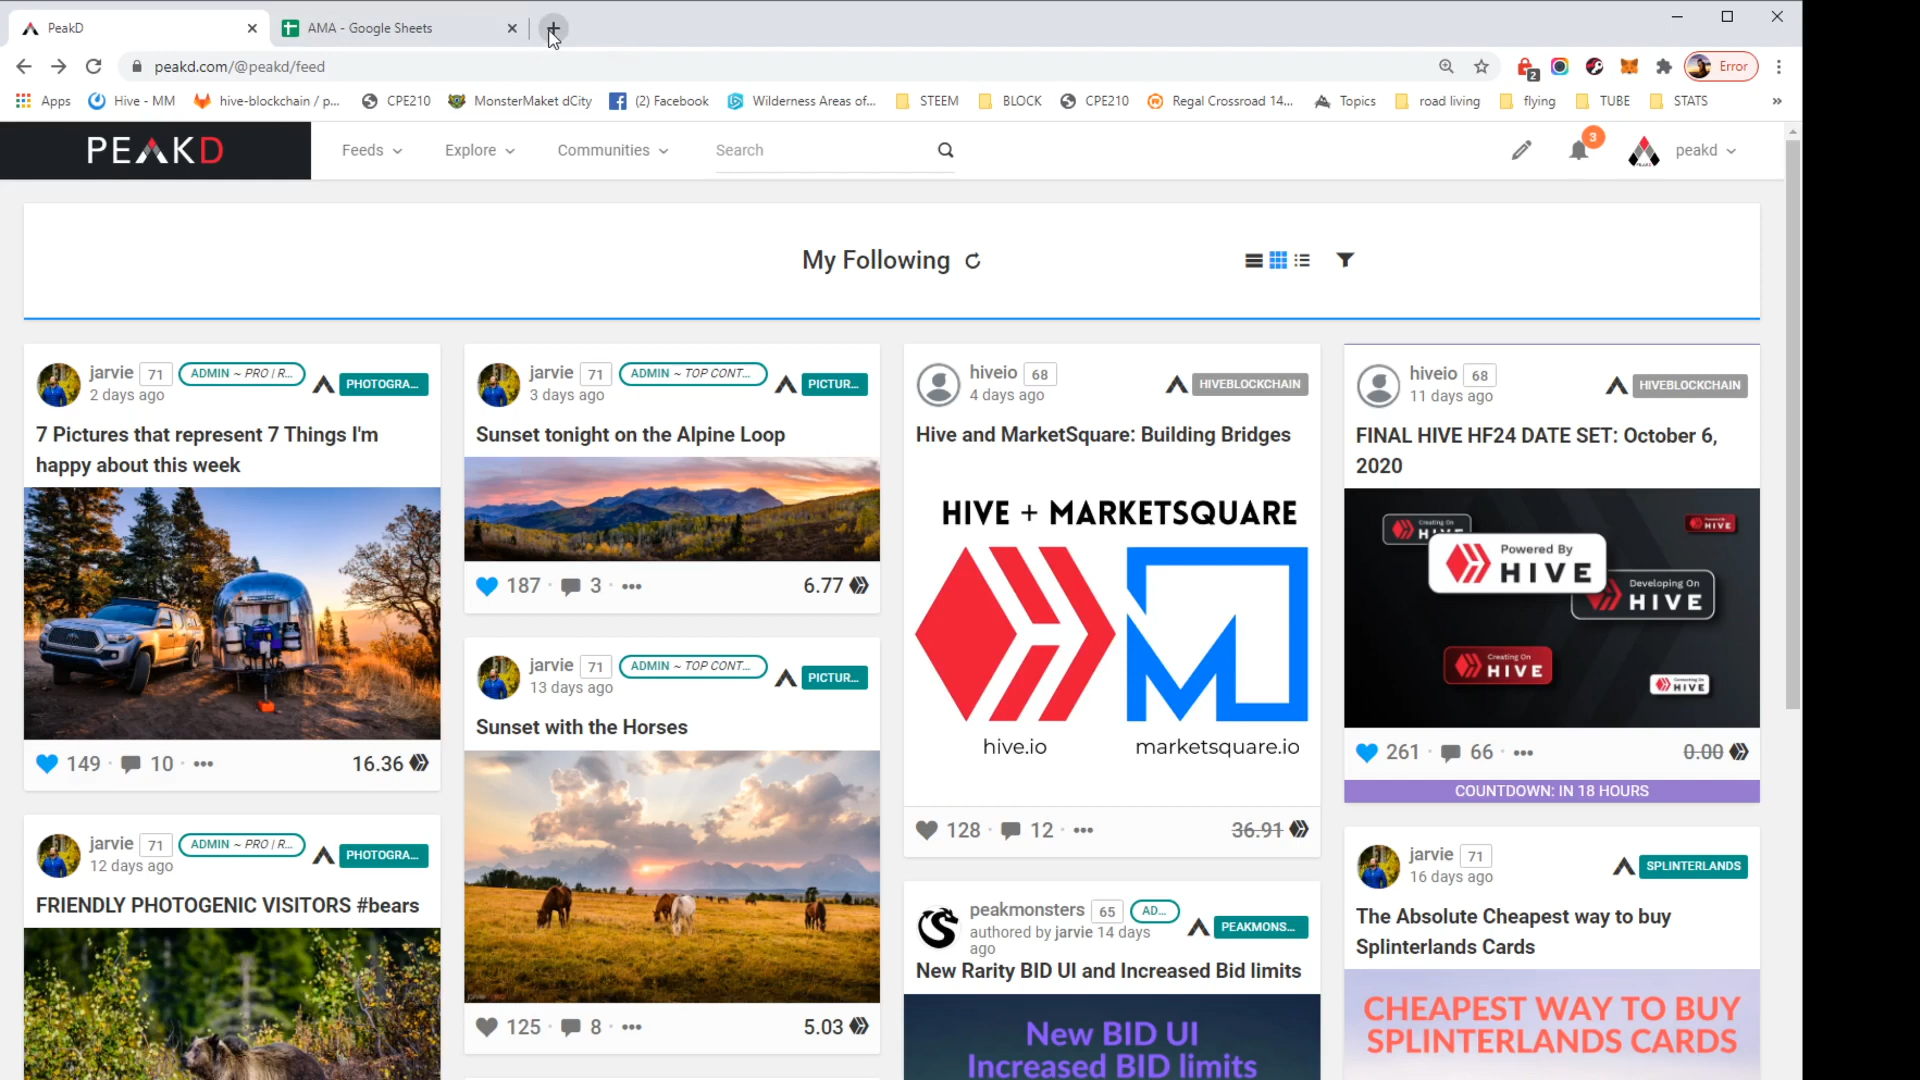 PeakD
AMA - Google Sheets
peakd.com/@peakd/feed
2
Error
Apps
Hive - MM
hive-blockchain / p...
CPE210
MonsterMaket dCity
(2) Facebook
Wilderness Areas of...
STEEM
BLOCK
CPE210
Regal Crossroad 14...
Topics
road living
flying
TUBE
STATS
»
PEAKD
Feeds
Explore
Communities
Search
3
peakd
My Following
jarvie 71 ADMIN ~ PRO | R...
2 days ago
PHOTOGRA...
7 Pictures that represent 7 Things I'm
happy about this week
149 · 10 · •••
16.36
jarvie 71 ADMIN ~ PRO | R...
12 days ago
PHOTOGRA...
FRIENDLY PHOTOGENIC VISITORS #bears
jarvie 71 ADMIN ~ TOP CONT...
3 days ago
PICTUR...
Sunset tonight on the Alpine Loop
187 · 3 · •••
6.77
jarvie 71 ADMIN ~ TOP CONT...
13 days ago
PICTUR...
Sunset with the Horses
125 · 8 · •••
5.03
hiveio 68
4 days ago
HIVEBLOCKCHAIN
Hive and MarketSquare: Building Bridges
HIVE + MARKETSQUARE
hive.io
marketsquare.io
128 · 12 · •••
36.91
peakmonsters 65 AD...
authored by jarvie 14 days
ago
PEAKMONS...
New Rarity BID UI and Increased Bid limits
New BID UI
Increased BID limits
hiveio 68
11 days ago
HIVEBLOCKCHAIN
FINAL HIVE HF24 DATE SET: October 6,
2020
Creating On
HIVE
HIVE
Powered By
HIVE
Developing On
HIVE
Creating On
HIVE
HIVE
261 · 66 · •••
0.00
COUNTDOWN: IN 18 HOURS
jarvie 71
16 days ago
SPLINTERLANDS
The Absolute Cheapest way to buy
Splinterlands Cards
CHEAPEST WAY TO BUY
SPLINTERLANDS CARDS